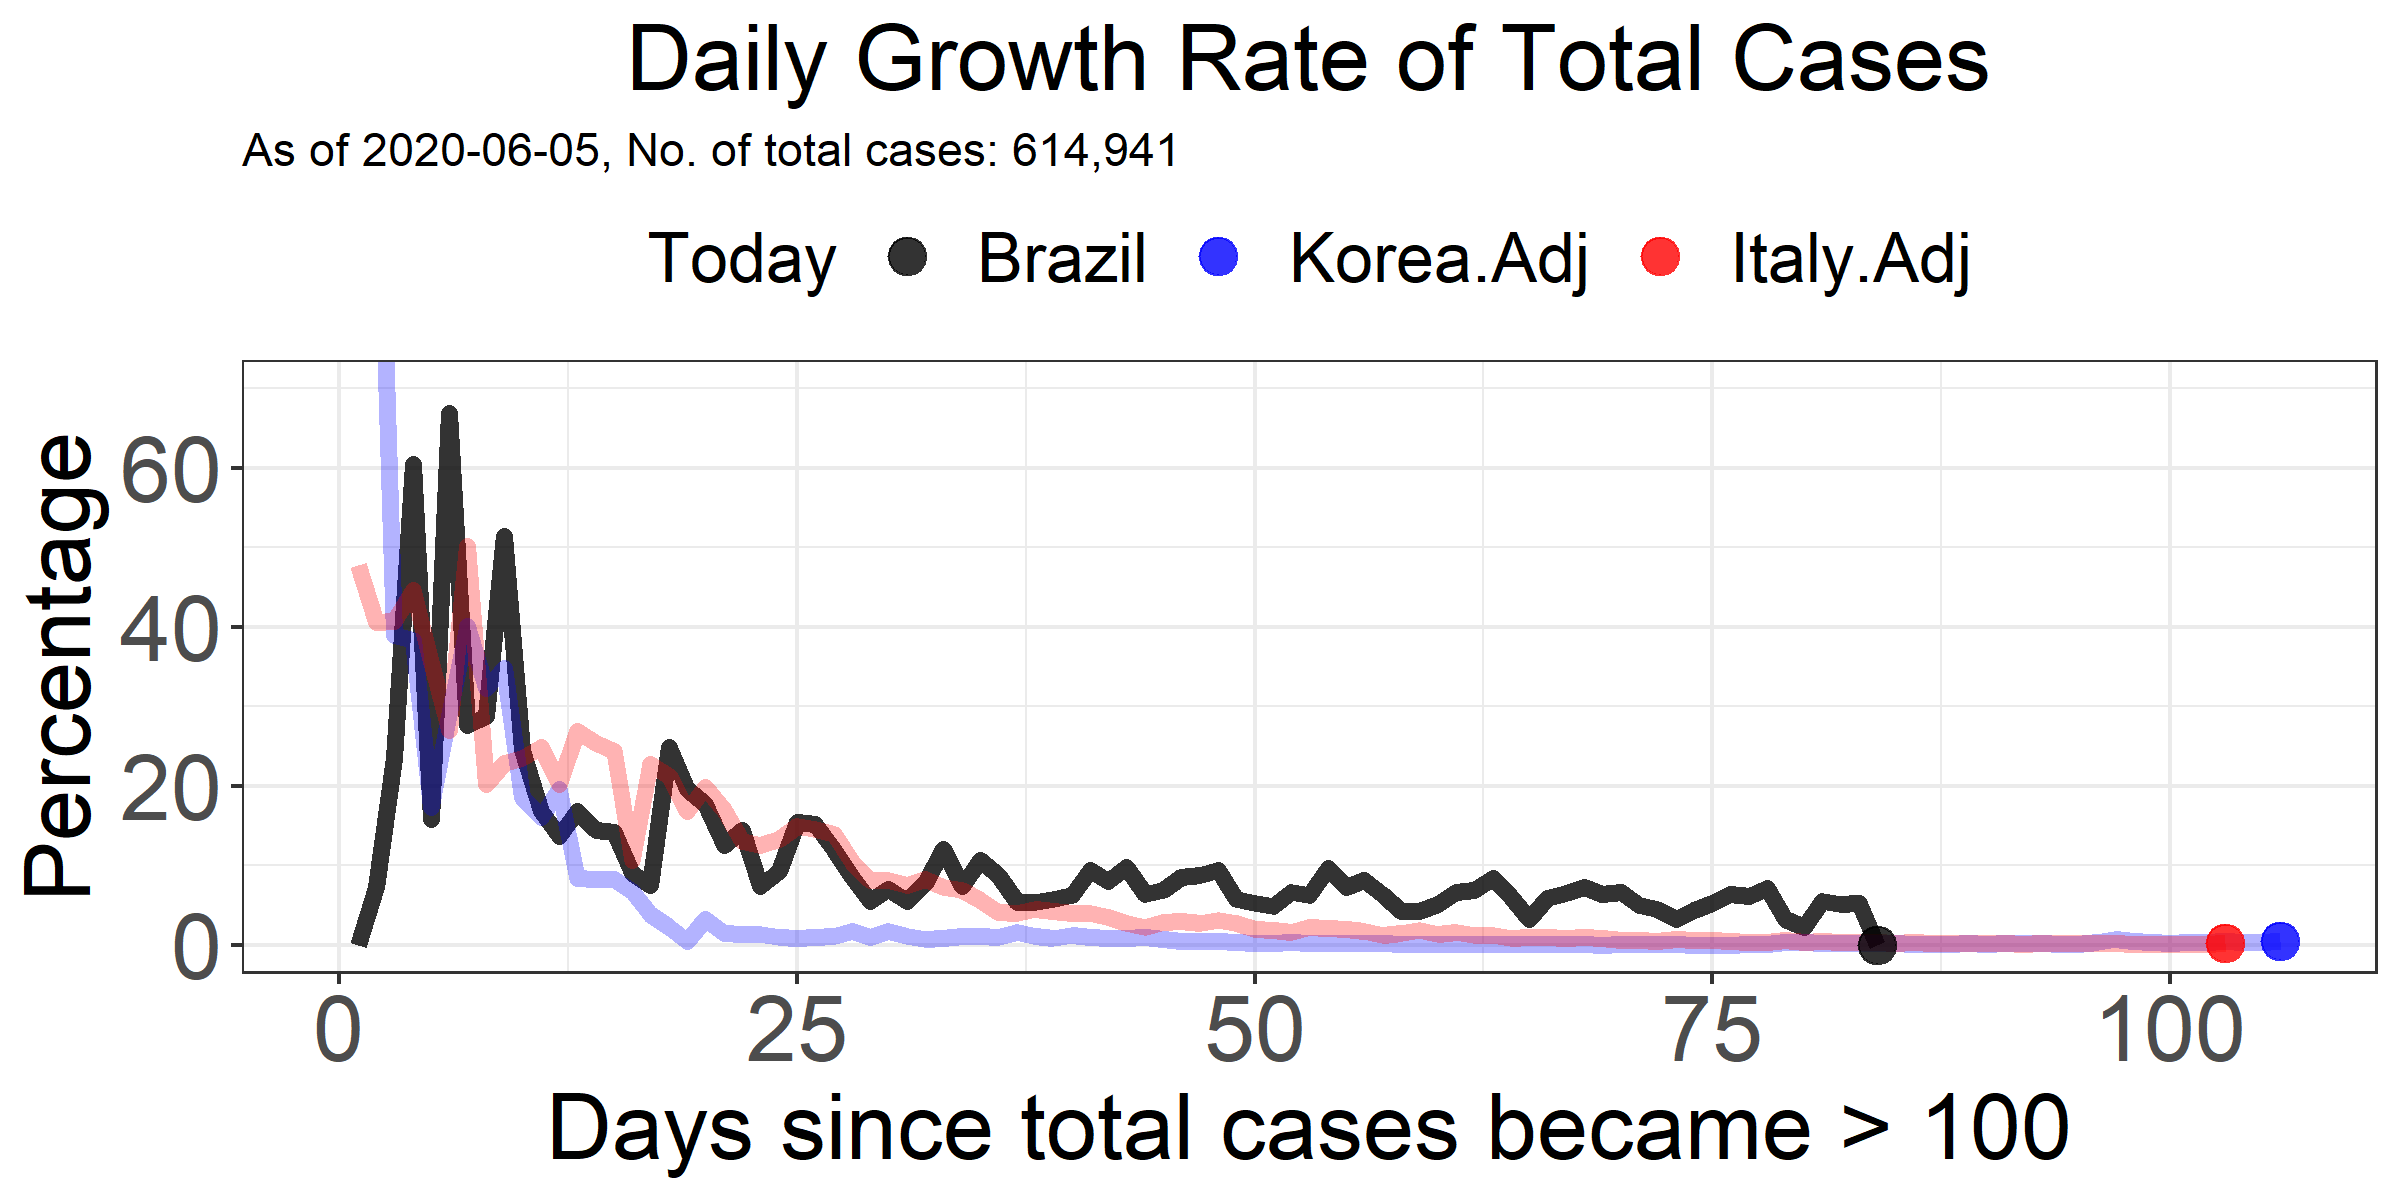 Daily Growth Rate of Total Cases
As of 2020-06-05, No. of total cases: 614,941
Today Brazil Korea.Adj Italy.Adj
Percentage
60
40
20
0
0 25 50 75 100
Days since total cases became > 100